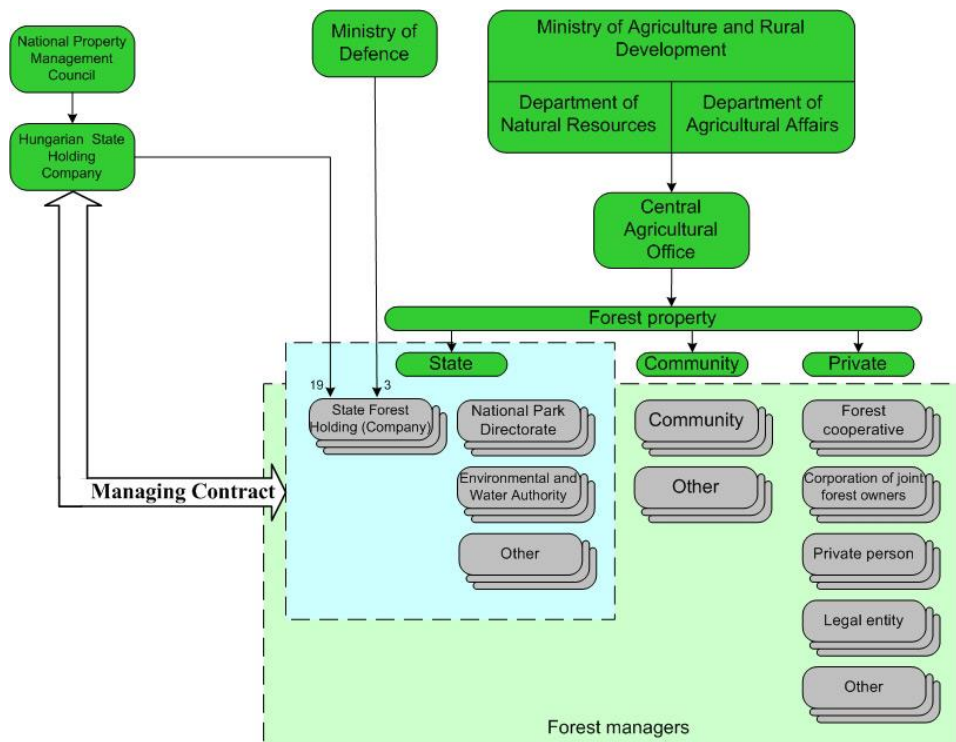 National Property
Management
Council
Hungarian State
Holding
Company
Ministry of
Defence
Ministry of Agriculture and Rural
Development
Department of
Natural Resources
Department of
Agricultural Affairs
Central
Agricultural
Office
Forest property
State
Community
Private
19
3
State Forest
Holding (Company)
National Park
Directorate
Environmental and
Water Authority
Other
Community
Other
Forest
cooperative
Corporation of joint
forest owners
Private person
Legal entity
Other
Managing Contract
Forest managers